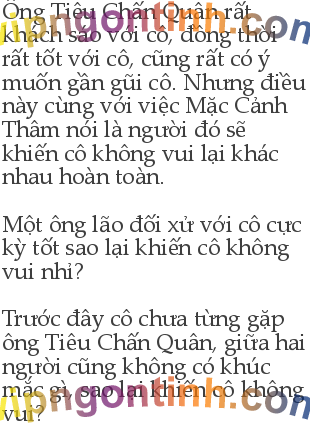 Ông Tiêu Chấn Quân rất
khách sáo với cô, đồng thời
rất tốt với cô, cũng rất có ý
muốn gần gũi cô. Nhưng điều
này cùng với việc Mặc Cảnh
Thâm nói là người đó sẽ
khiến cô không vui lại khác
nhau hoàn toàn.
Một ông lão đối xử với cô cực
kỳ tốt sao lại khiến cô không
vui nhỉ?
Trước đây cô chưa từng gặp
ông Tiêu Chấn Quân, giữa hai
người cũng không có khúc
mắc gì, sao lại khiến cô không
vui?
vipngontinh.com
vipngontinh.com